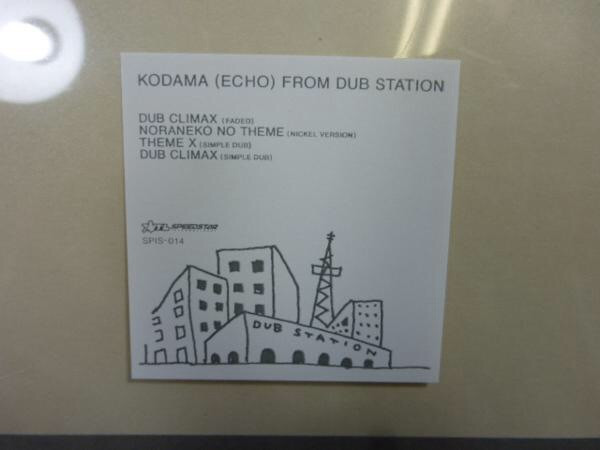 KODAMA (ECHO) FROM DUB STATION
DUB CLIMAX (FADED)
NORANEKO NO THEME (NICKEL VERSION)
THEME X (SIMPLE DUB)
DUB CLIMAX (SIMPLE DUB)
SPEEDSTAR
SPIS-014
DUB STATION